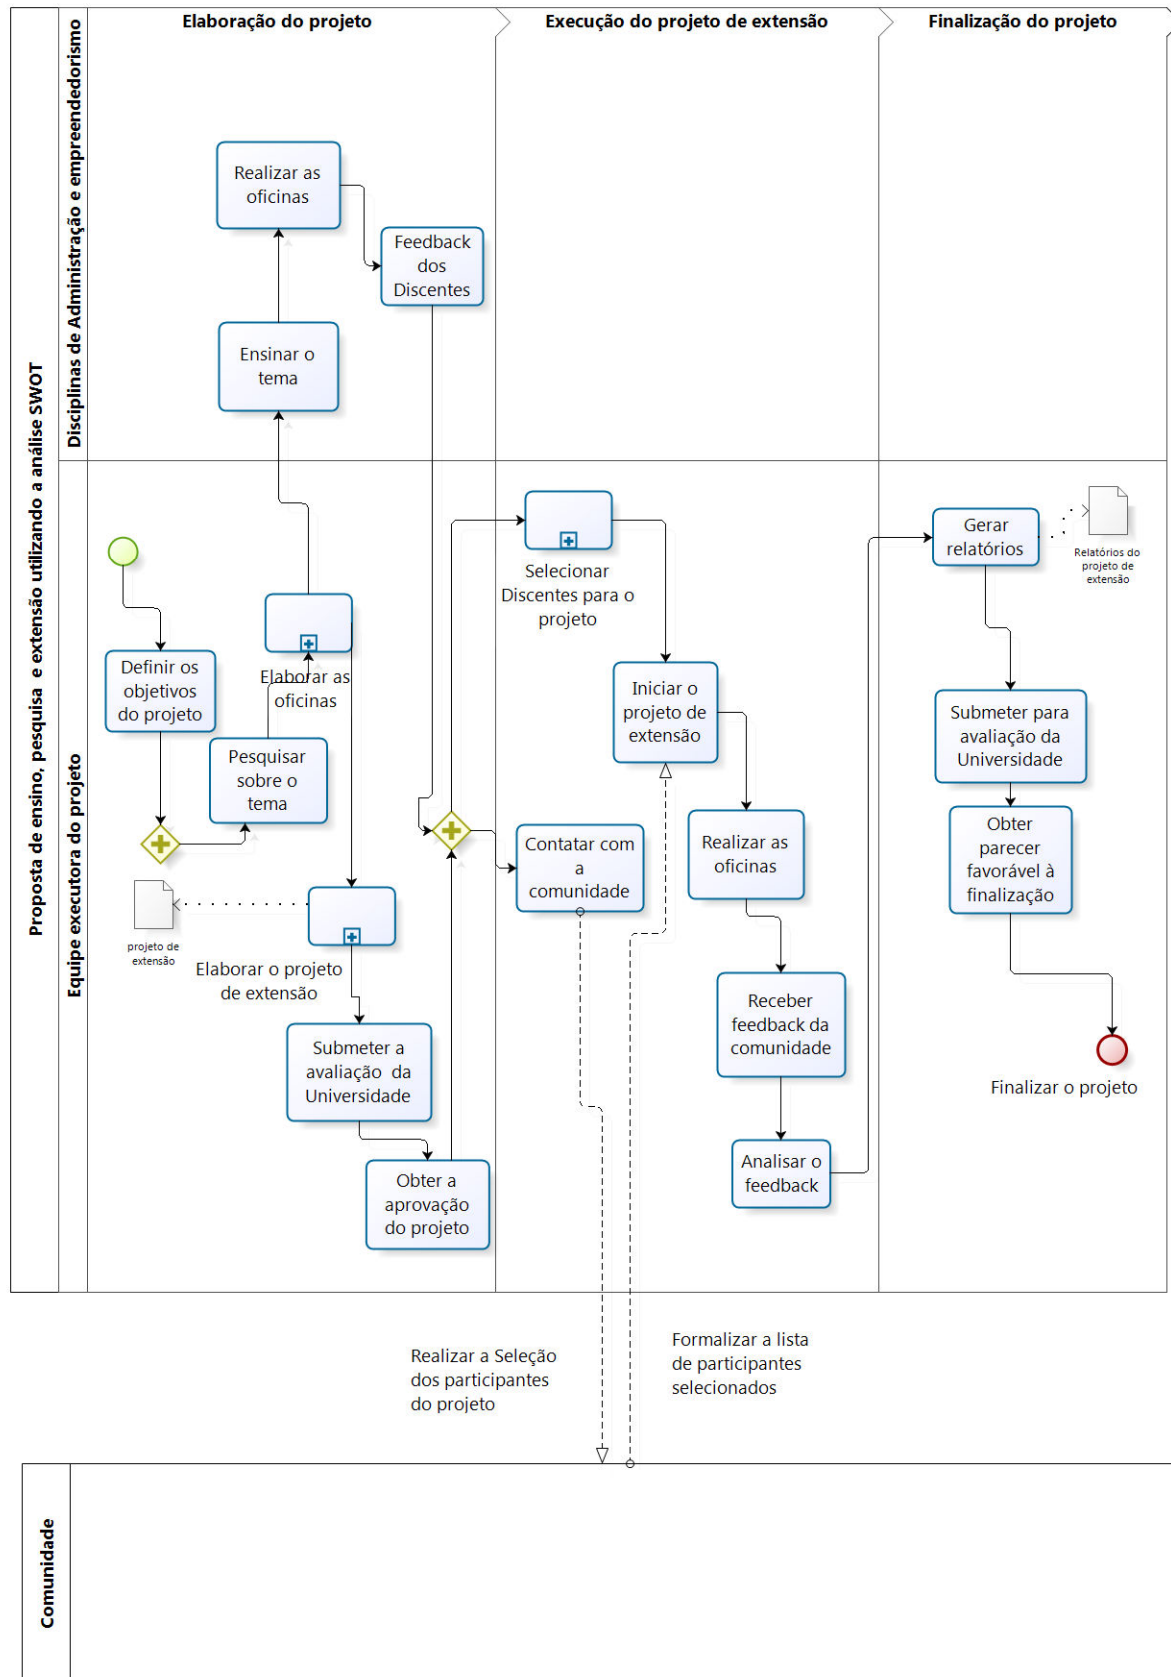 Elaboração do projeto
Execução do projeto de extensão
Finalização do projeto
Proposta de ensino, pesquisa e extensão utilizando a análise SWOT
Disciplinas de Administração e empreendedorismo
Realizar as
oficinas
Feedback
dos
Discentes
Ensinar o
tema
Equipe executora do projeto
Definir os
objetivos
do projeto
Elaborar as
oficinas
Pesquisar
sobre o
tema
projeto de
extensão
Elaborar o projeto
de extensão
Submeter a
avaliação da
Universidade
Obter a
aprovação
do projeto
Selecionar
Discentes para o
projeto
Iniciar o
projeto de
extensão
Contatar com
a
comunidade
Realizar as
oficinas
Receber
feedback da
comunidade
Analisar o
feedback
Gerar
relatórios
Relatórios do
projeto de
extensão
Submeter para
avaliação da
Universidade
Obter
parecer
favorável à
finalização
Finalizar o projeto
Realizar a Seleção
dos participantes
do projeto
Formalizar a lista
de participantes
selecionados
Comunidade